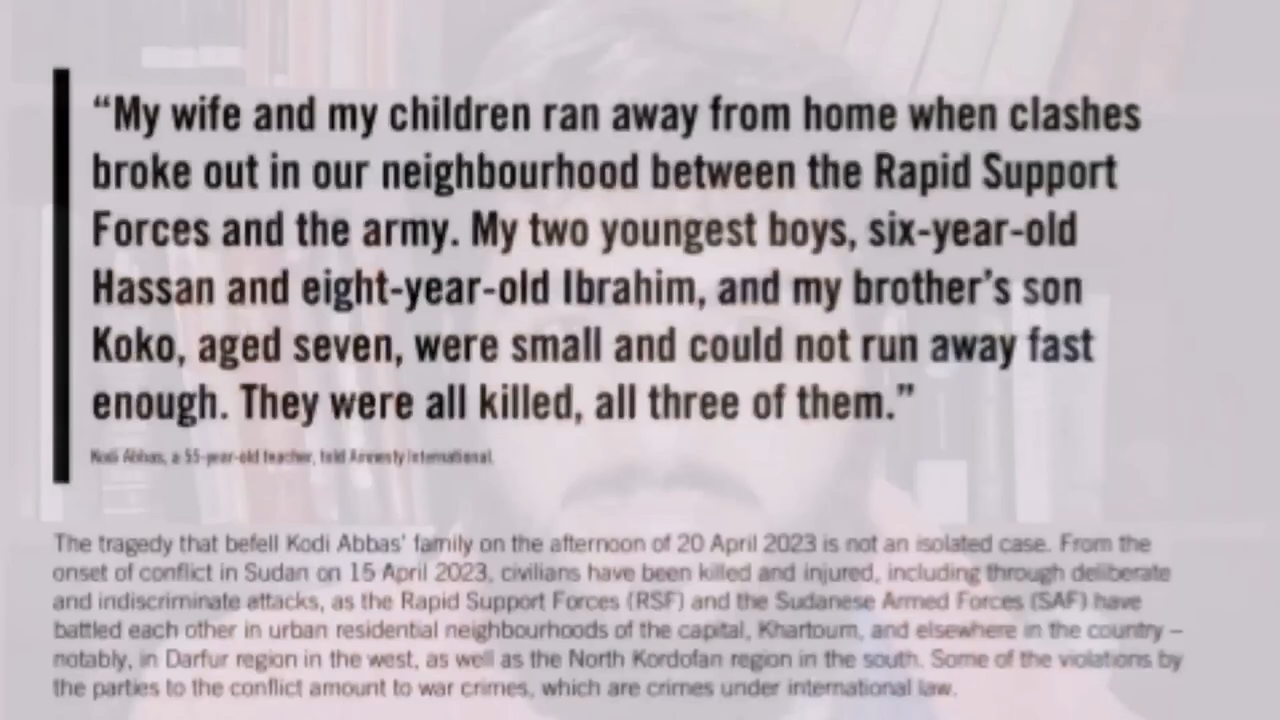 “My wife and my children ran away from home when clashes
broke out in our neighbourhood between the Rapid Support
Forces and the army. My two youngest boys, six-year-old
Hassan and eight-year-old Ibrahim, and my brother’s son
Koko, aged seven, were small and could not run away fast
enough. They were all killed, all three of them.”
Kodi Abbas, a 55-year-old teacher, told Amnesty International.
The tragedy that befell Kodi Abbas’ family on the afternoon of 20 April 2023 is not an isolated case. From the
onset of conflict in Sudan on 15 April 2023, civilians have been killed and injured, including through deliberate
and indiscriminate attacks, as the Rapid Support Forces (RSF) and the Sudanese Armed Forces (SAF) have
battled each other in urban residential neighbourhoods of the capital, Khartoum, and elsewhere in the country –
notably, in Darfur region in the west, as well as the North Kordofan region in the south. Some of the violations by
the parties to the conflict amount to war crimes, which are crimes under international law.